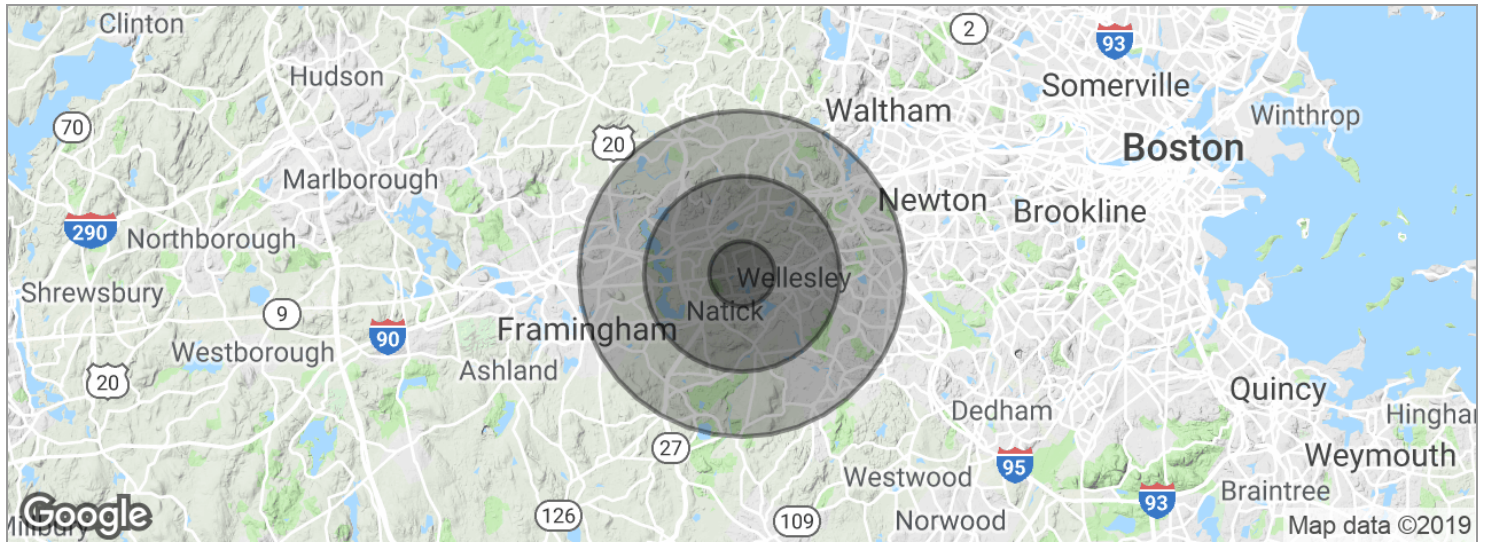 Clinton
2
93
Hudson
Somerville
Waltham
Winthrop
70
20
Boston
Marlborough
Newton
Brookline
290
Northborough
Wellesley
Shrewsbury
Natick
9
90
Framingham
Westborough
Ashland
20
Quincy
Dedham
Hinghar
27
Weymouth
95
Westwood
93
Braintree
Google
126
109
Norwood
Millbury
Map data ©2019